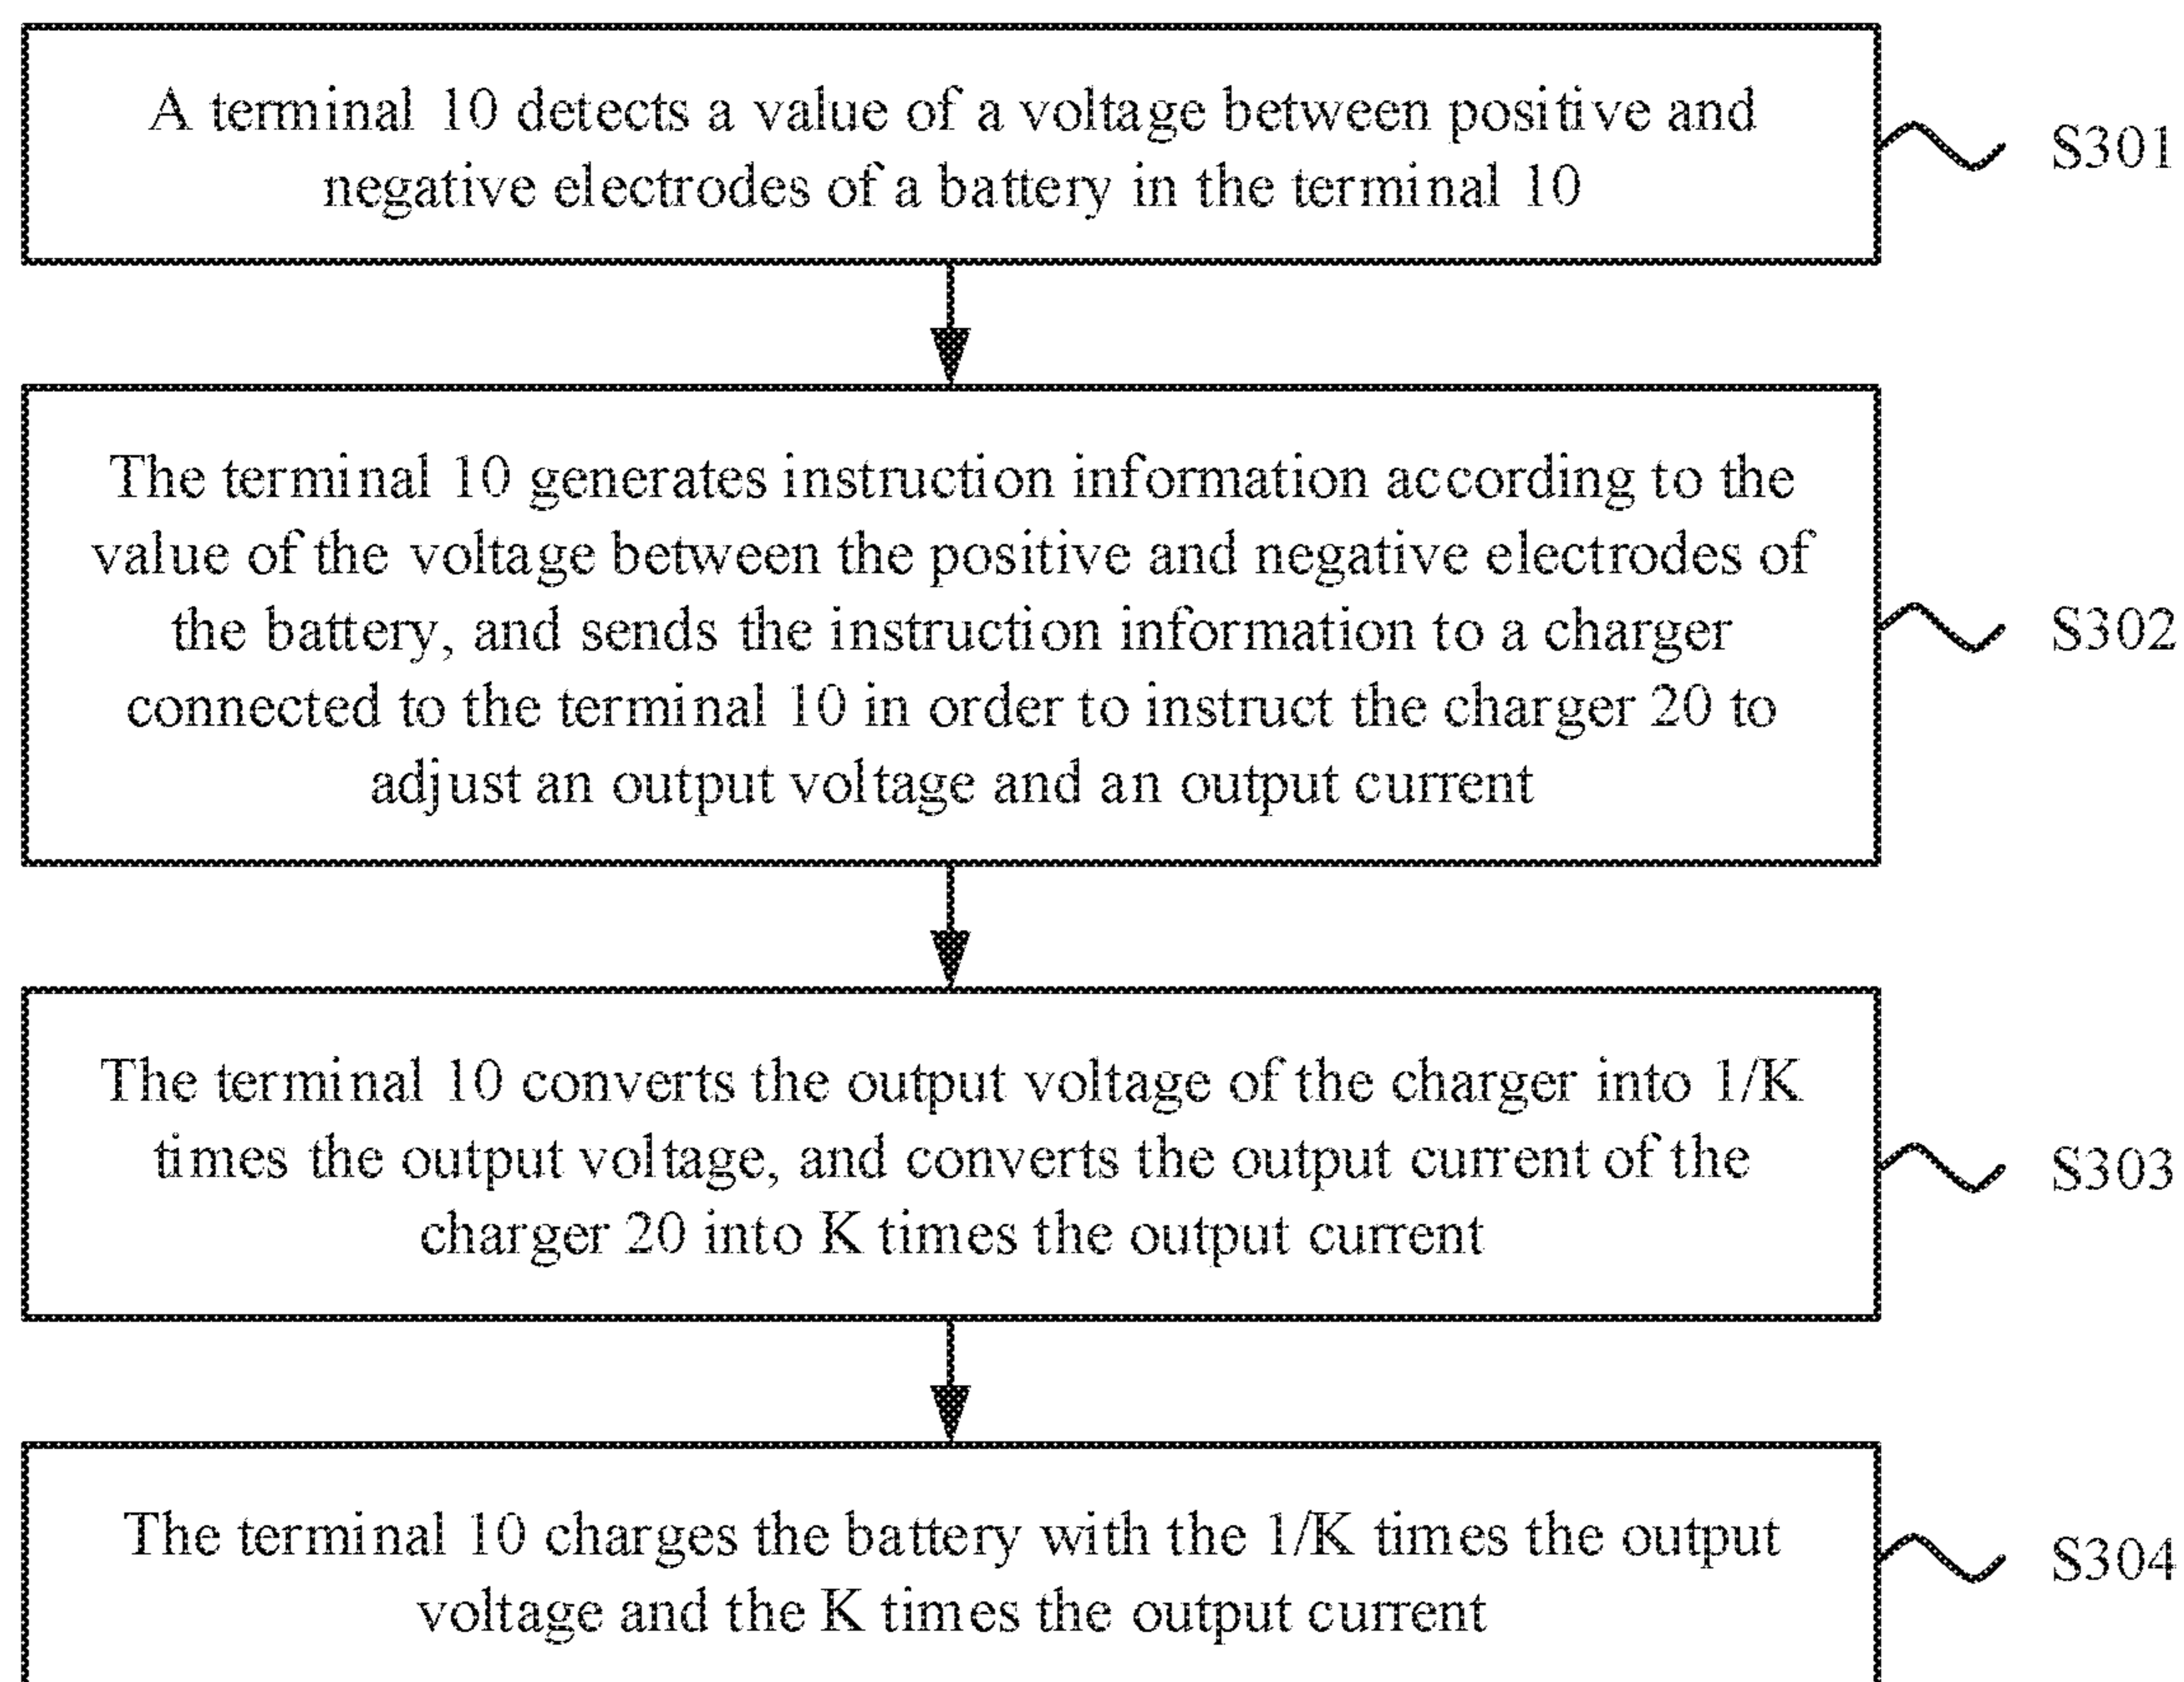 A terminal 10 detects a value of a voltage between positive and
negative electrodes of a battery in the terminal 10
S301
The terminal 10 generates instruction information according to the
value of the voltage between the positive and negative electrodes of
the battery, and sends the instruction information to a charger
connected to the terminal 10 in order to instruct the charger 20 to
adjust an output voltage and an output current
S302
The terminal 10 converts the output voltage of the charger into 1/K
times the output voltage, and converts the output current of the
charger 20 into K times the output current
S303
The terminal 10 charges the battery with the 1/K times the output
voltage and the K times the output current
S304